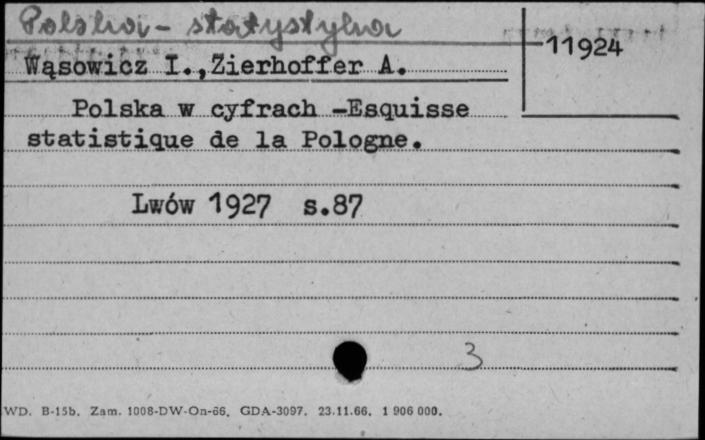 Polska - statystyka
11924
Wąsowicz I.,Zierhoffer A.
Polska w cyfrach -Esquisse
statistique de la Pologne.
Lwów 1927 s.87
3
WD. B-15b. Zam. 1008-DW-On-66. GDA-3097. 23.11.66. 1 906 000.